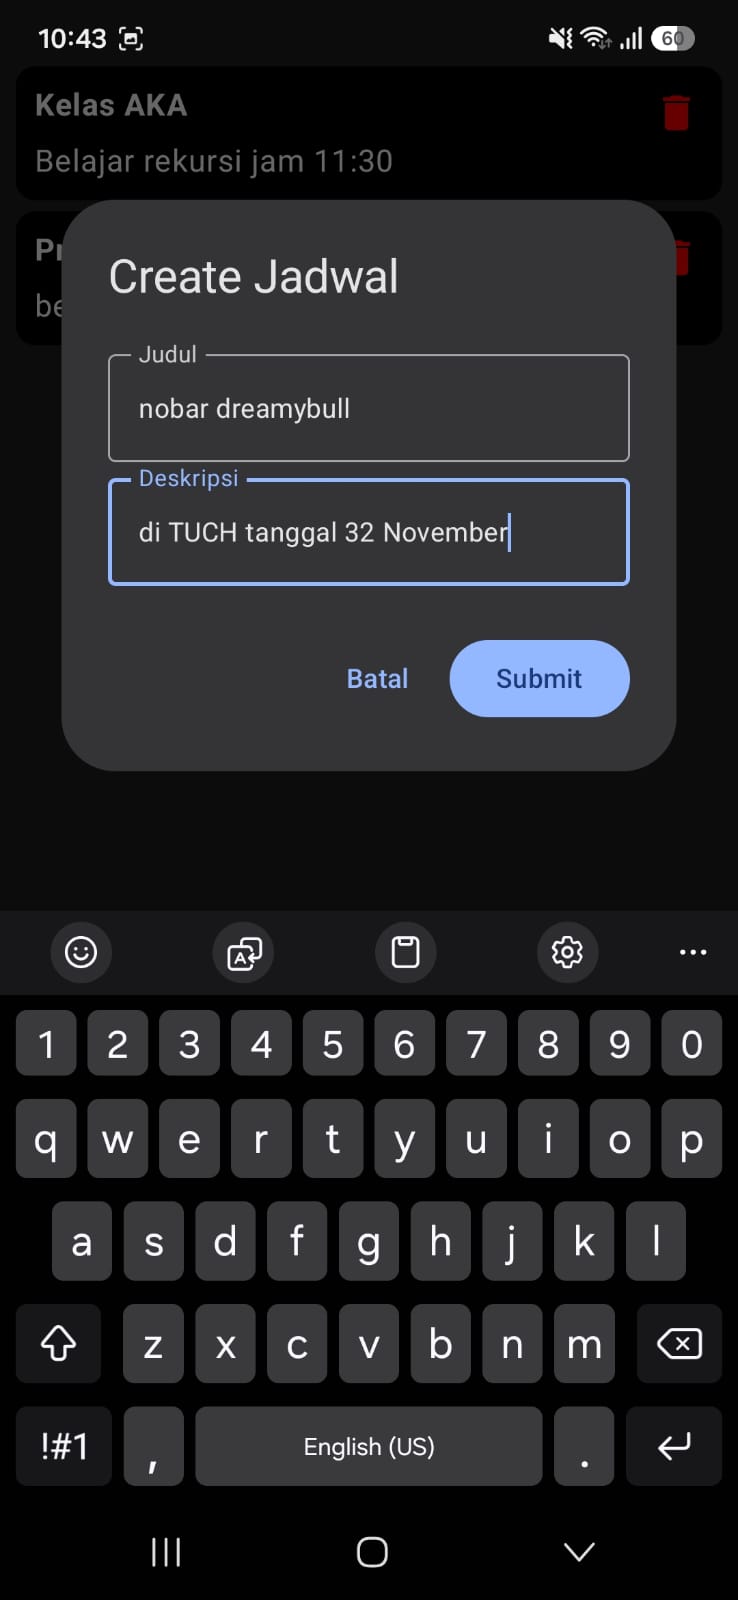 10:43
60
Kelas AKA
Belajar rekursi jam 11:30
Create Jadwal
Judul
nobar dreamybull
Deskripsi
di TUCH tanggal 32 November
Batal
Submit
1 2 3 4 5 6 7 8 9 0
q w e r t y u i o p
a s d f g h j k l
z x c v b n m
!#1 , English (US) .